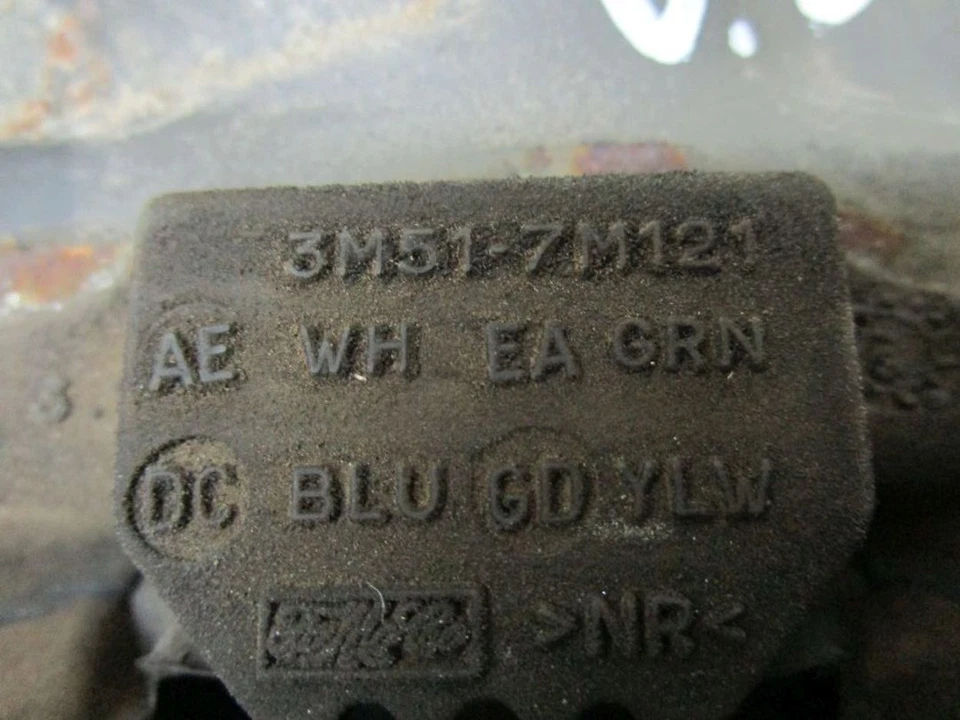 3M51-7M121
AE WH EA GRN
DC BLU GD YLW
>NR<